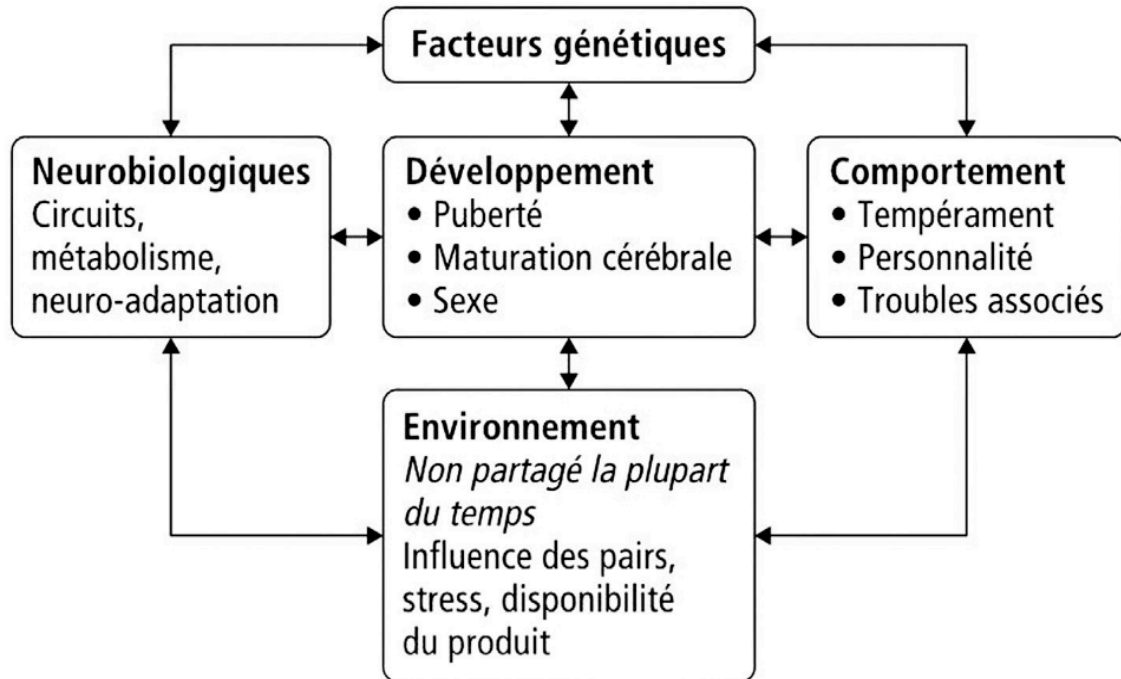 Facteurs génétiques
Neurobiologiques
Circuits,
métabolisme,
neuro-adaptation
Développement
• Puberté
• Maturation cérébrale
• Sexe
Comportement
• Tempérament
• Personnalité
• Troubles associés
Environnement
Non partagé la plupart
du temps
Influence des pairs,
stress, disponibilité
du produit